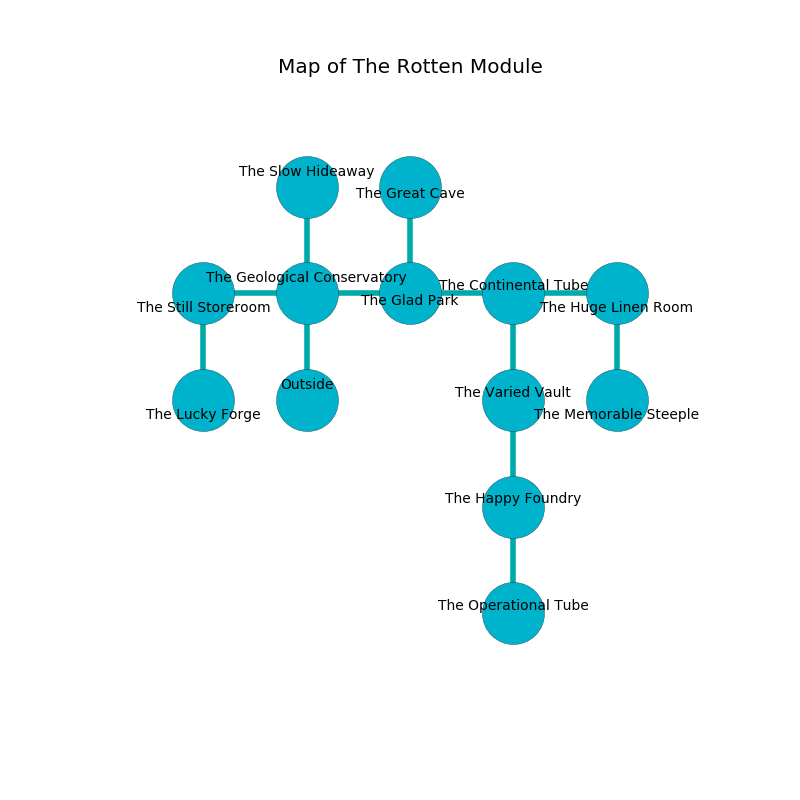 Map of The Rotten Module
The Slow Hideaway
The Great Cave
The Geological Conservatory
The Continental Tube
The Glad Park
The Still Storeroom
The Huge Linen Room
Outside
The Varied Vault
The Lucky Forge
The Memorable Steeple
The Happy Foundry
The Operational Tube